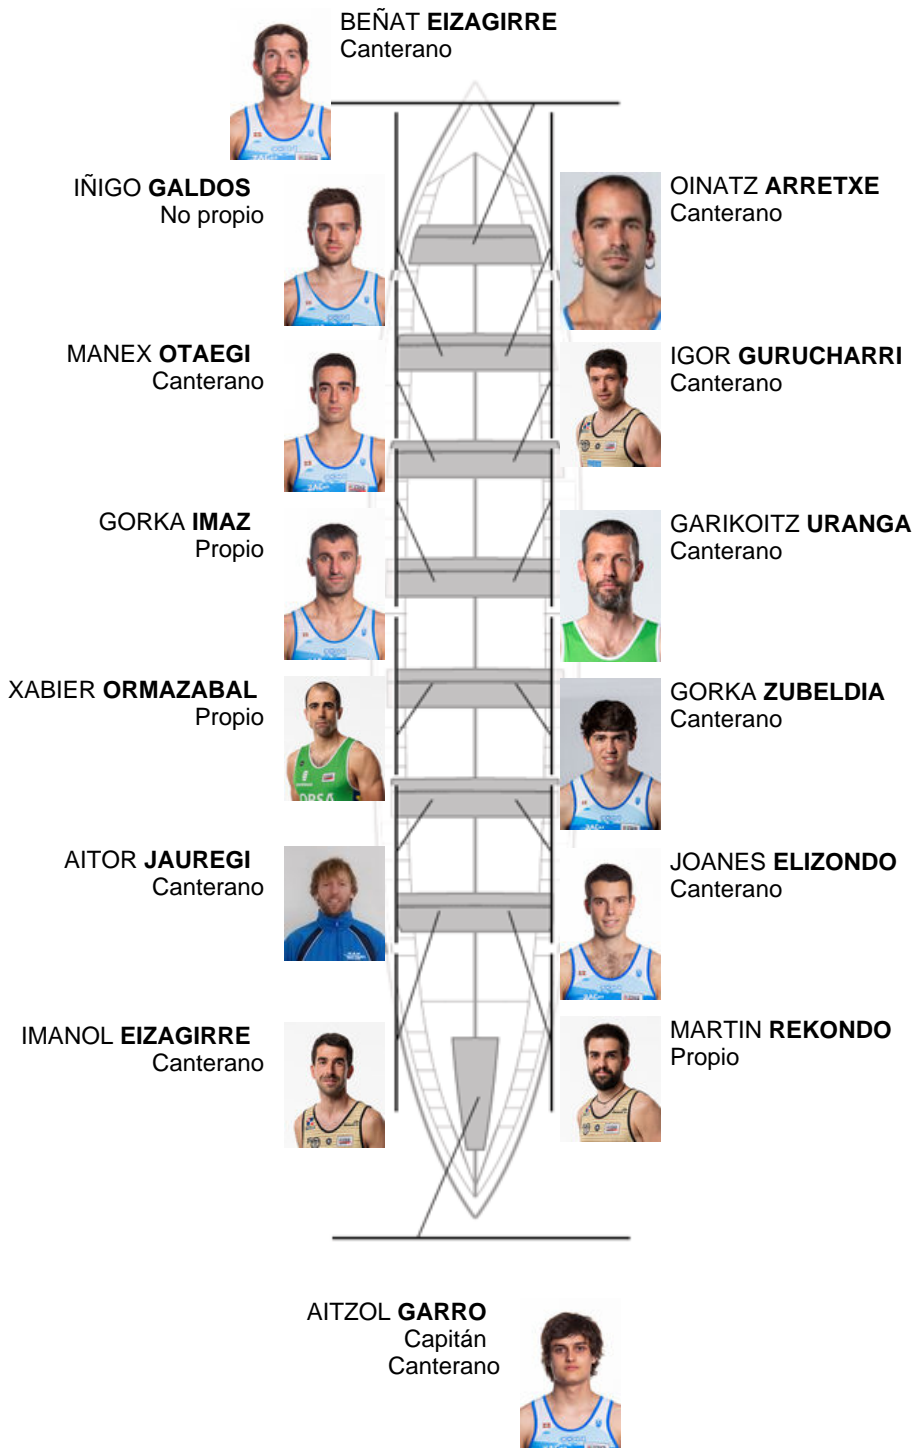 BEÑAT EIZAGIRRE
Canterano
IÑIGO GALDOS
No propio
OINATZ ARRETXE
Canterano
MANEX OTAEGI
Canterano
IGOR GURUCHARRI
Canterano
GORKA IMAZ
Propio
GARIKOITZ URANGA
Canterano
XABIER ORMAZABAL
Propio
GORKA ZUBELDIA
Canterano
AITOR JAUREGI
Canterano
JOANES ELIZONDO
Canterano
IMANOL EIZAGIRRE
Canterano
MARTIN REKONDO
Propio
AITZOL GARRO
Capitán
Canterano